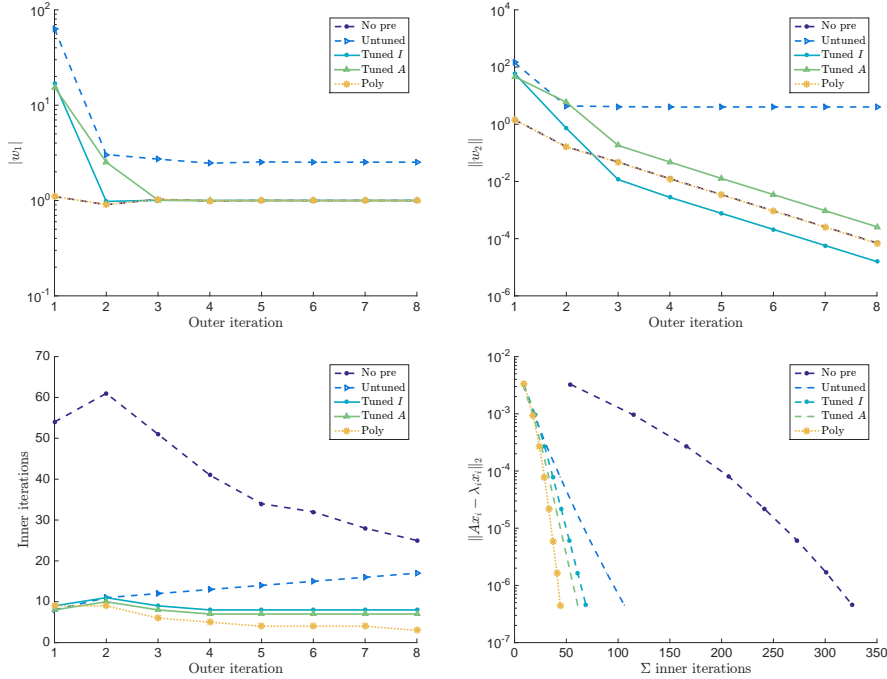 10^2
10^1
10^0
10^-1
|w_1|
1 2 3 4 5 6 7 8
Outer iteration
No pre
Untuned
Tuned I
Tuned A
Poly
10^4
10^2
10^0
10^-2
10^-4
10^-6
‖w_2‖
1 2 3 4 5 6 7 8
Outer iteration
No pre
Untuned
Tuned I
Tuned A
Poly
70
60
50
40
30
20
10
0
Inner iterations
1 2 3 4 5 6 7 8
Outer iteration
No pre
Untuned
Tuned I
Tuned A
Poly
10^-2
10^-3
10^-4
10^-5
10^-6
10^-7
‖Ax_i − λ_i x_i‖_2
0 50 100 150 200 250 300 350
Σ inner iterations
No pre
Untuned
Tuned I
Tuned A
Poly